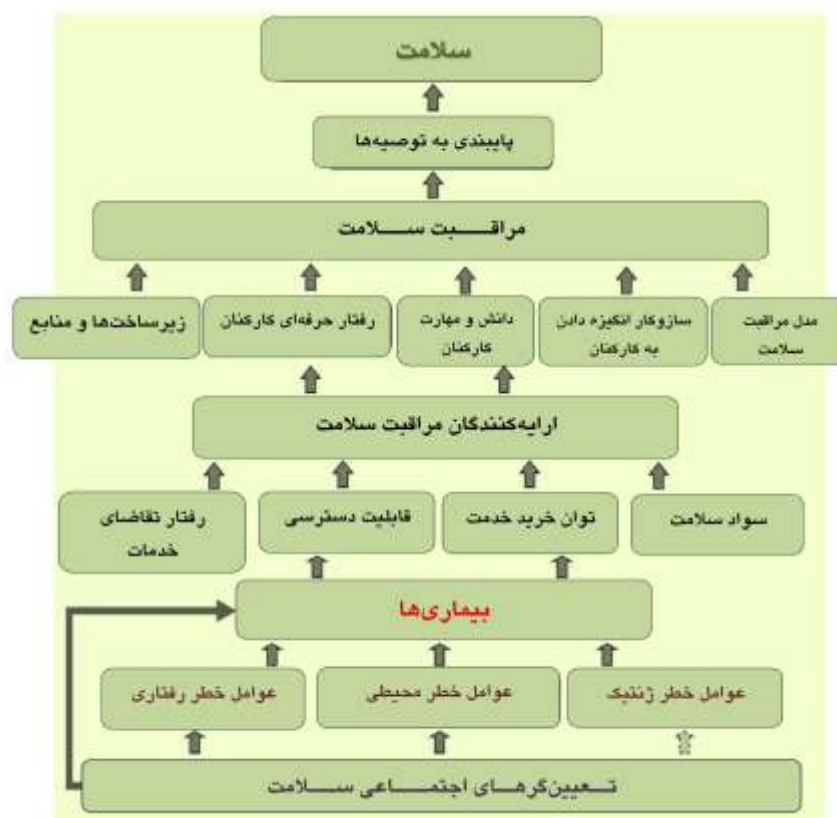 سلامت
پایبندی به توصیه‌ها
مراقبت سلامت
مدل مراقبت
سلامت
سازوکار انگیزه دادن
به کارکنان
دانش و مهارت
کارکنان
رفتار حرفه‌ای کارکنان
زیرساخت‌ها و منابع
ارایه‌کنندگان مراقبت سلامت
سواد سلامت
توان خرید خدمت
قابلیت دسترسی
رفتار تقاضای
خدمات
بیماری‌ها
عوامل خطر ژنتیک
عوامل خطر محیطی
عوامل خطر رفتاری
تعیین‌گرهای اجتماعی سلامت